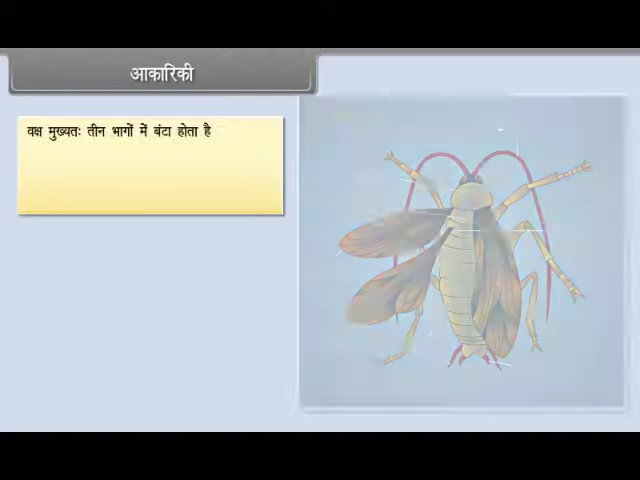 आकारिकी
वक्ष मुख्यतः तीन भागों में बंटा होता है